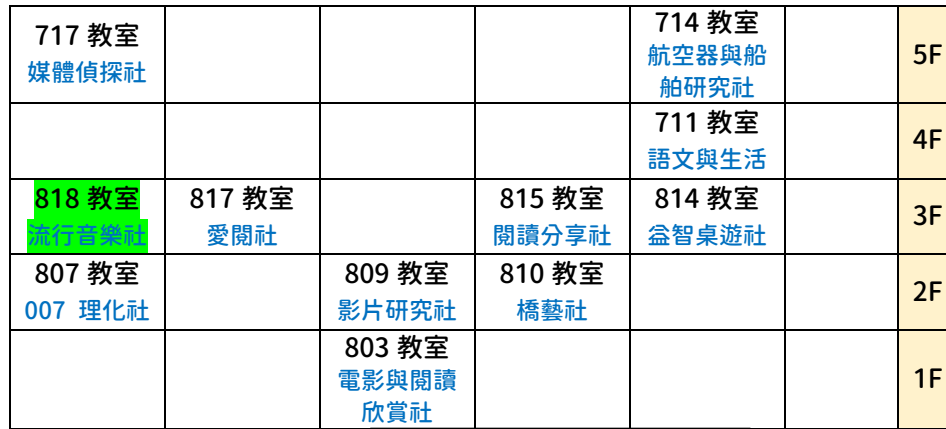 717 教室
媒體偵探社
714 教室
航空器與船
舶研究社
5F
711 教室
語文與生活
4F
818 教室
流行音樂社
817 教室
愛閱社
815 教室
閱讀分享社
814 教室
益智桌遊社
3F
807 教室
007 理化社
809 教室
影片研究社
810 教室
橋藝社
2F
803 教室
電影與閱讀
欣賞社
1F